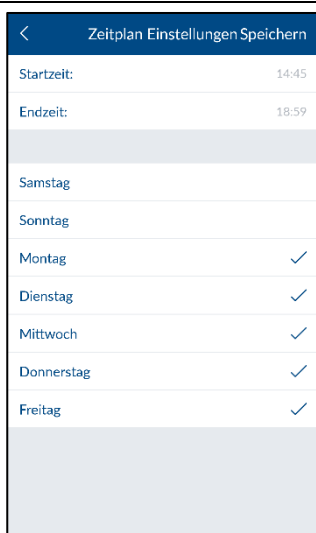 Zeitplan Einstellungen Speichern
Startzeit: 14:45
Endzeit: 18:59
Samstag
Sonntag
Montag
Dienstag
Mittwoch
Donnerstag
Freitag